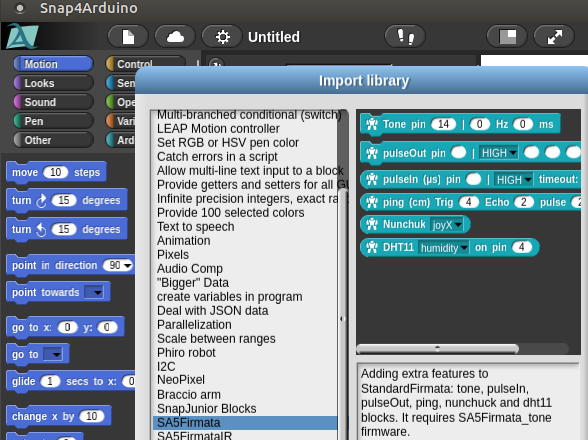 Snap4Arduino
Untitled
Motion
Control
Looks
Sen
Sound
Ope
Pen
Vari
Other
Ard
move 10 steps
turn 15 degrees
turn 15 degrees
point in direction 90
point towards
go to x: 0 y: 0
go to
glide 1 secs to x: 0
change x by 10
Import library
Multi-branched conditional (switch)
LEAP Motion controller
Set RGB or HSV pen color
Catch errors in a script
Allow multi-line text input to a block
Provide getters and setters for all G
Infinite precision integers, exact ra
Provide 100 selected colors
Text to speech
Animation
Pixels
Audio Comp
"Bigger" Data
create variables in program
Deal with JSON data
Parallelization
Scale between ranges
Phiro robot
I2C
NeoPixel
Braccio arm
SnapJunior Blocks
SA5Firmata
SA5FirmataIR
Tone pin 14 | 0 Hz 0 ms
pulseOut pin | HIGH
pulseIn (µs) pin | HIGH timeout:
ping (cm) Trig 4 Echo 2 pulse 2
Nunchuk joyX
DHT11 humidity on pin 4
Adding extra features to
StandardFirmata: tone, pulseIn,
pulseOut, ping, nunchuck and dht11
blocks. It requires SA5Firmata_tone
firmware.